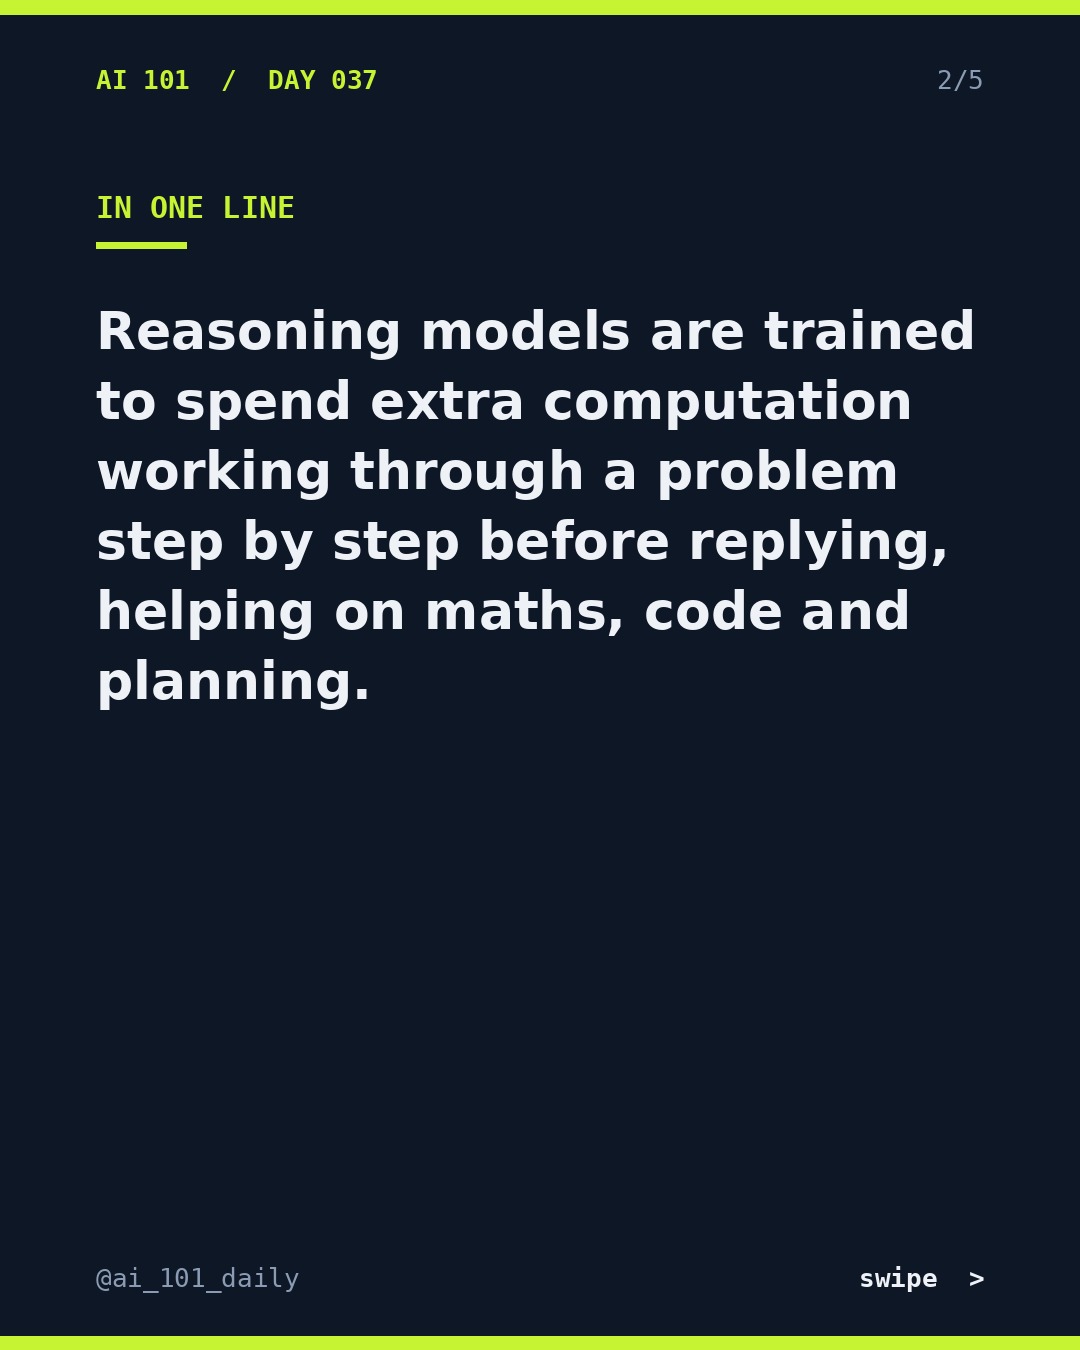 AI 101 / DAY 037
2/5
IN ONE LINE
Reasoning models are trained
to spend extra computation
working through a problem
step by step before replying,
helping on maths, code and
planning.
@ai_101_daily
swipe >